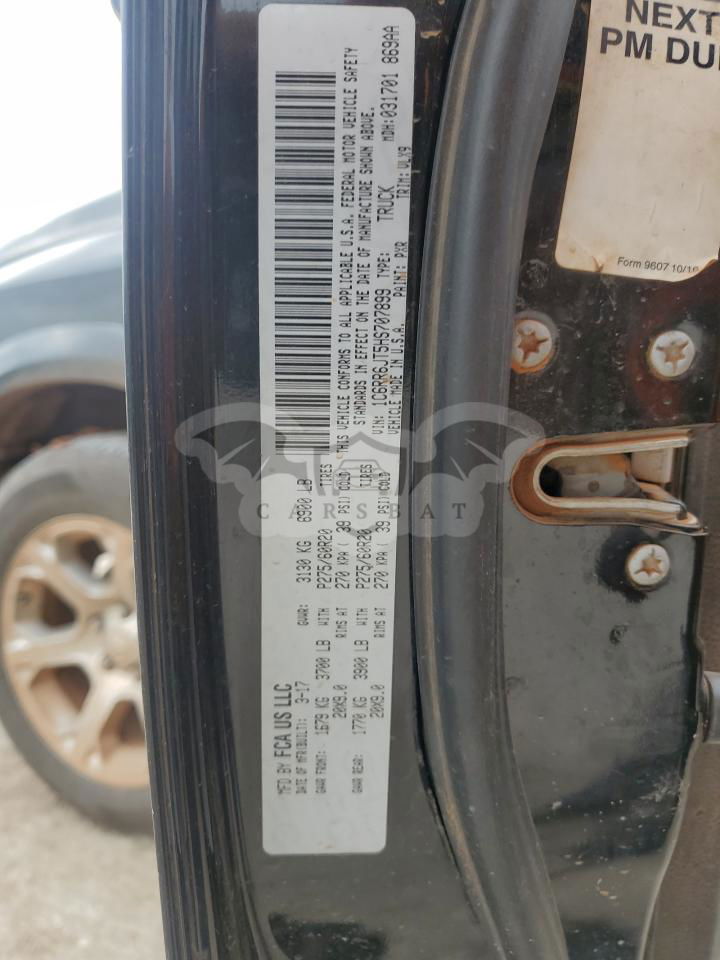 MFD BY FCA US LLC
DATE OF MFR(BUILT): 3-17 GVWR: 3130 KG 6900 LB
GAWR FRONT: 1679 KG 3700 LB WITH P275/60R20 TIRES
20X9.0 RIMS AT 270 KPA ( 39 PSI) COLD
GAWR REAR: 1770 KG 3900 LB WITH P275/60R20 TIRES
20X9.0 RIMS AT 270 KPA ( 39 PSI) COLD
THIS VEHICLE CONFORMS TO ALL APPLICABLE U.S.A. FEDERAL MOTOR VEHICLE SAFETY
STANDARDS IN EFFECT ON THE DATE OF MANUFACTURE SHOWN ABOVE.
VIN: 1C6RR6JT5HS707899 TYPE: TRUCK MDH:031701 869AA
VEHICLE MADE IN U.S.A. PAINT: PXR TRIM: VLX9
NEXT
PM DU
Form 9607 10/1
CARSBAT